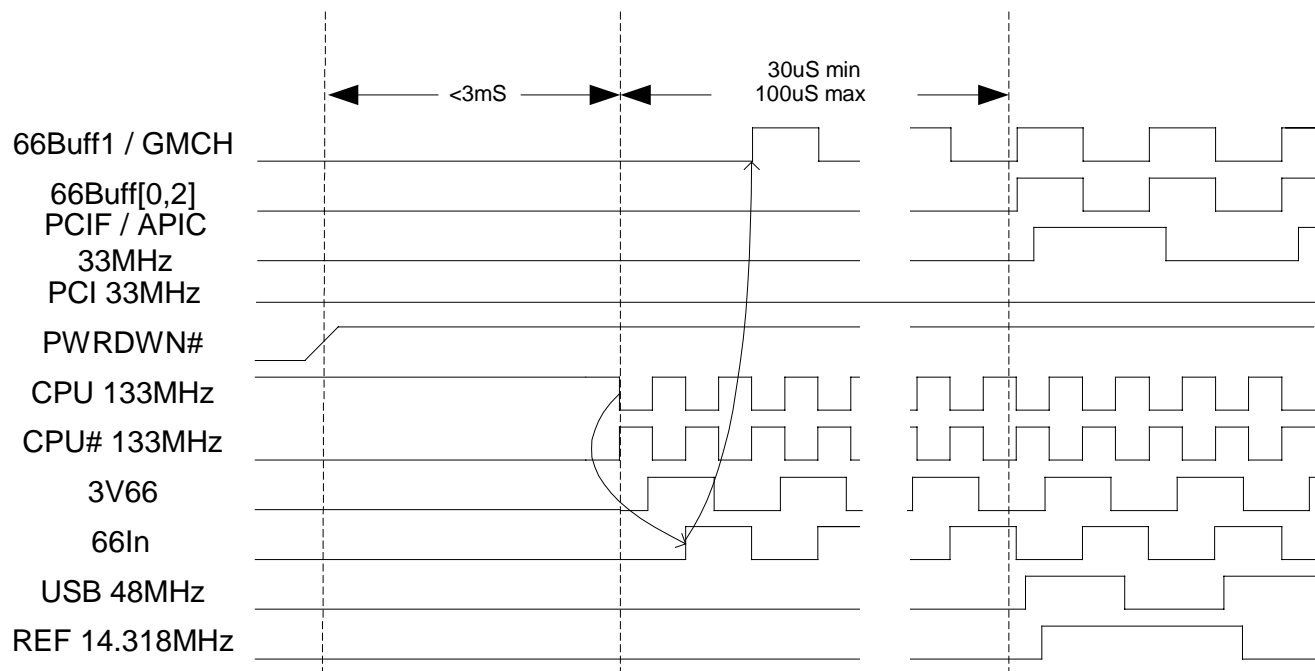 <3mS
30uS min
100uS max
66Buff1 / GMCH
66Buff[0,2]
PCIF / APIC
33MHz
PCI 33MHz
PWRDWN#
CPU 133MHz
CPU# 133MHz
3V66
66In
USB 48MHz
REF 14.318MHz